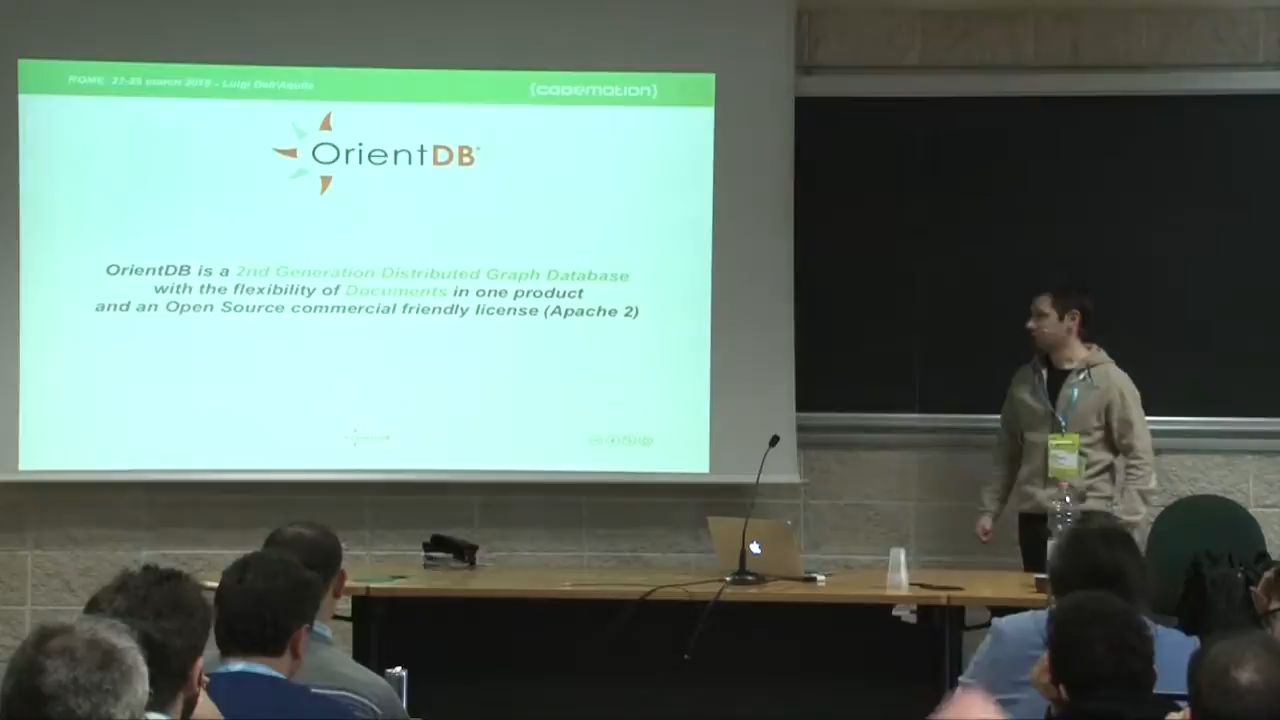 ROME 27-28 march 2015 - Luigi Dell'Aquila
{codemotion}
OrientDB
OrientDB is a 2nd Generation Distributed Graph Database
with the flexibility of Documents in one product
and an Open Source commercial friendly license (Apache 2)